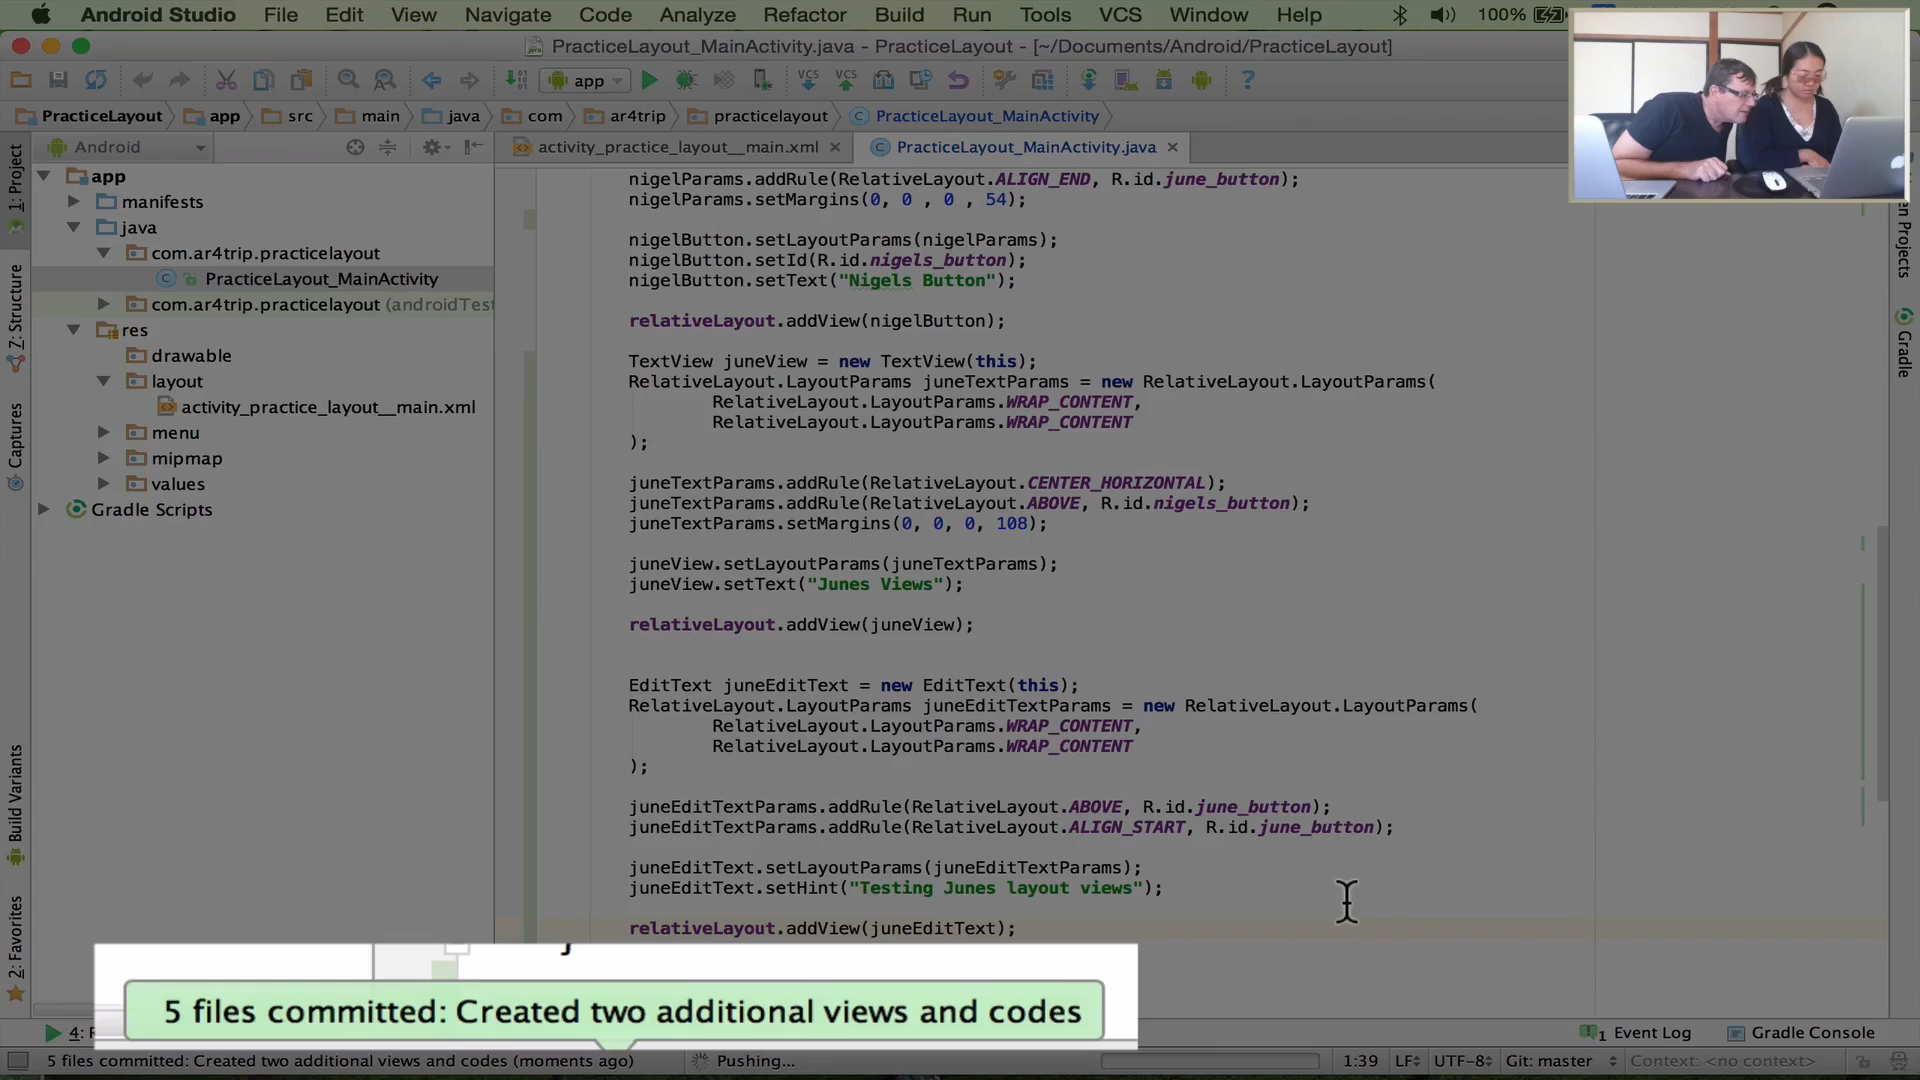 Android Studio File Edit View Navigate Code Analyze Refactor Build Run Tools VCS Window Help 100%
PracticeLayout_MainActivity.java - PracticeLayout - [~/Documents/Android/PracticeLayout]
app VCS VCS ?
PracticeLayout app src main java com ar4trip practicelayout PracticeLayout_MainActivity
Android activity_practice_layout__main.xml PracticeLayout_MainActivity.java
1: Project
Z: Structure
Captures
Build Variants
2: Favorites
app
manifests
java
com.ar4trip.practicelayout
PracticeLayout_MainActivity
com.ar4trip.practicelayout (androidTest
res
drawable
layout
activity_practice_layout__main.xml
menu
mipmap
values
Gradle Scripts
nigelParams.addRule(RelativeLayout.ALIGN_END, R.id.june_button);
nigelParams.setMargins(0, 0 , 0 , 54);
nigelButton.setLayoutParams(nigelParams);
nigelButton.setId(R.id.nigels_button);
nigelButton.setText("Nigels Button");
relativeLayout.addView(nigelButton);
TextView juneView = new TextView(this);
RelativeLayout.LayoutParams juneTextParams = new RelativeLayout.LayoutParams(
RelativeLayout.LayoutParams.WRAP_CONTENT,
RelativeLayout.LayoutParams.WRAP_CONTENT
);
juneTextParams.addRule(RelativeLayout.CENTER_HORIZONTAL);
juneTextParams.addRule(RelativeLayout.ABOVE, R.id.nigels_button);
juneTextParams.setMargins(0, 0, 0, 108);
juneView.setLayoutParams(juneTextParams);
juneView.setText("Junes Views");
relativeLayout.addView(juneView);
EditText juneEditText = new EditText(this);
RelativeLayout.LayoutParams juneEditTextParams = new RelativeLayout.LayoutParams(
RelativeLayout.LayoutParams.WRAP_CONTENT,
RelativeLayout.LayoutParams.WRAP_CONTENT
);
juneEditTextParams.addRule(RelativeLayout.ABOVE, R.id.june_button);
juneEditTextParams.addRule(RelativeLayout.ALIGN_START, R.id.june_button);
juneEditText.setLayoutParams(juneEditTextParams);
juneEditText.setHint("Testing Junes layout views");
relativeLayout.addView(juneEditText);
Projects
Gradle
5 files committed: Created two additional views and codes
4: 1 Event Log Gradle Console
5 files committed: Created two additional views and codes (moments ago) Pushing... 1:39 LF UTF-8 Git: master Context: <no context>